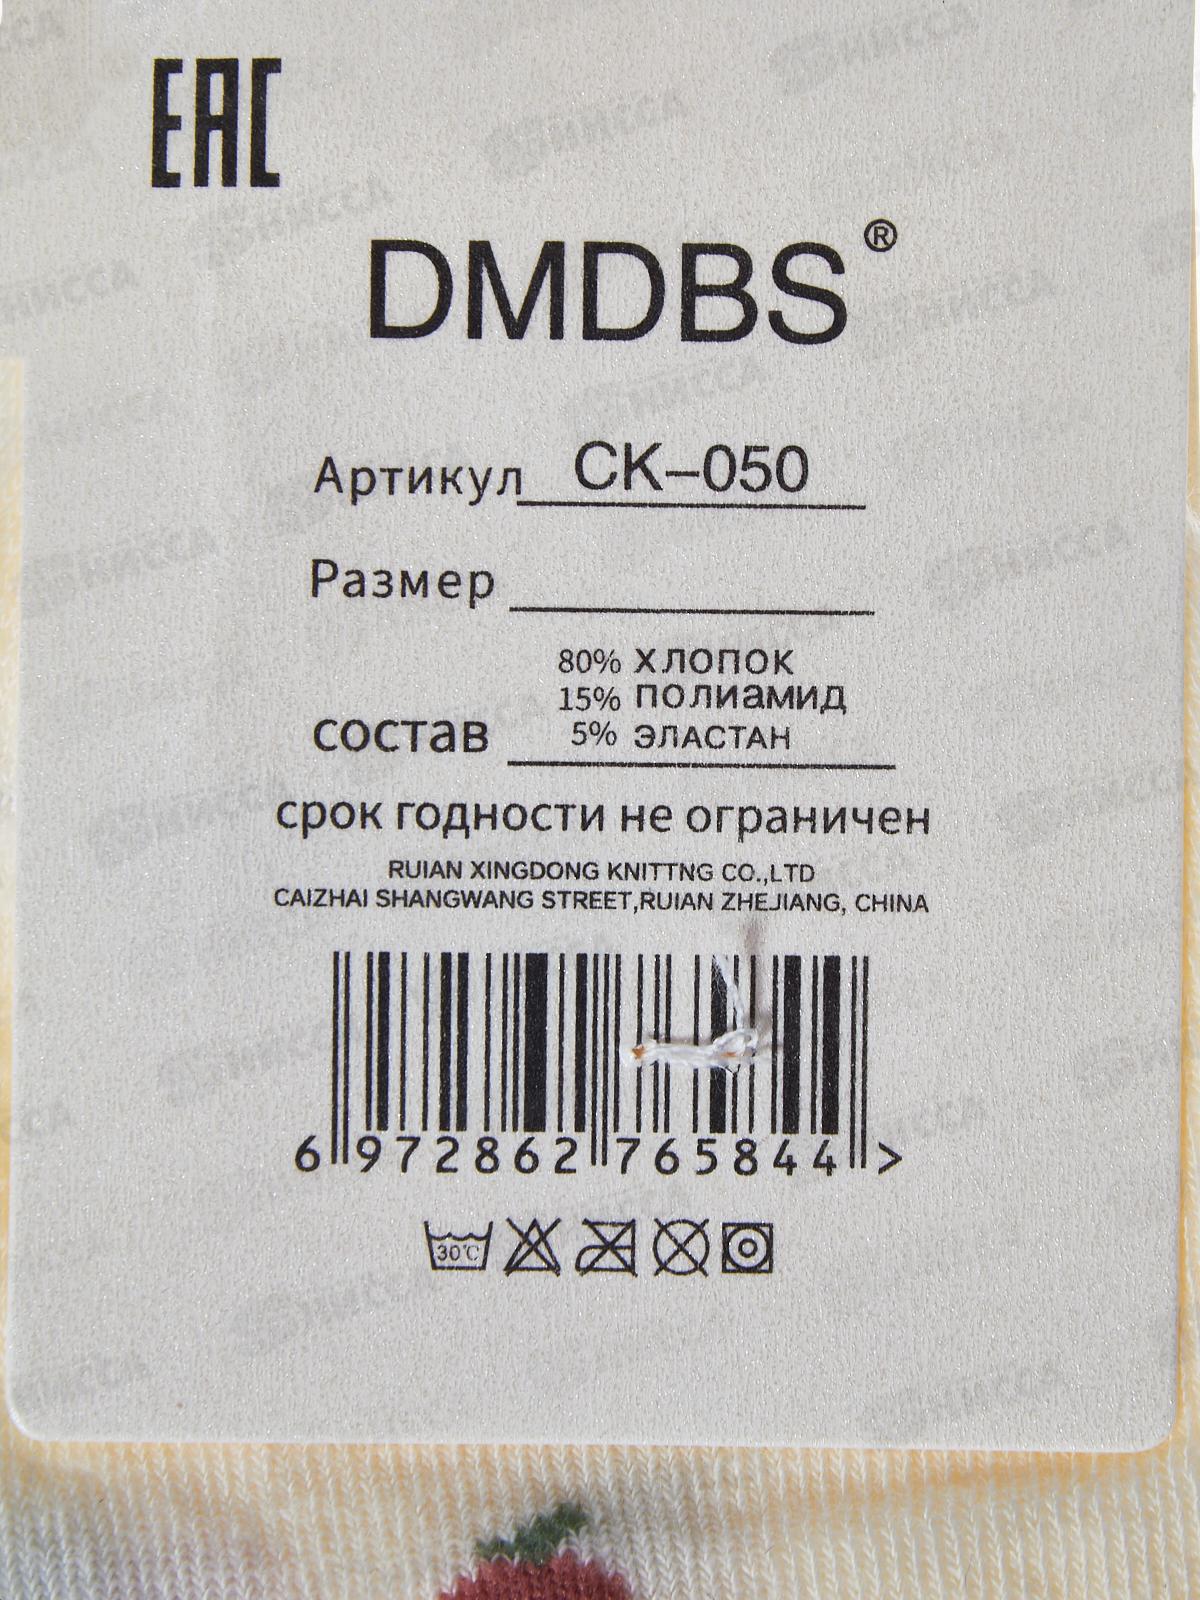 EAC
DMDBS®
Артикул CK–050
Размер
80% ХЛОПОК
15% ПОЛИАМИД
состав 5% ЭЛАСТАН
срок годности не ограничен
RUIAN XINGDONG KNITTNG CO.,LTD
CAIZHAI SHANGWANG STREET,RUIAN ZHEJIANG, CHINA
6 972862 765844 >
30℃